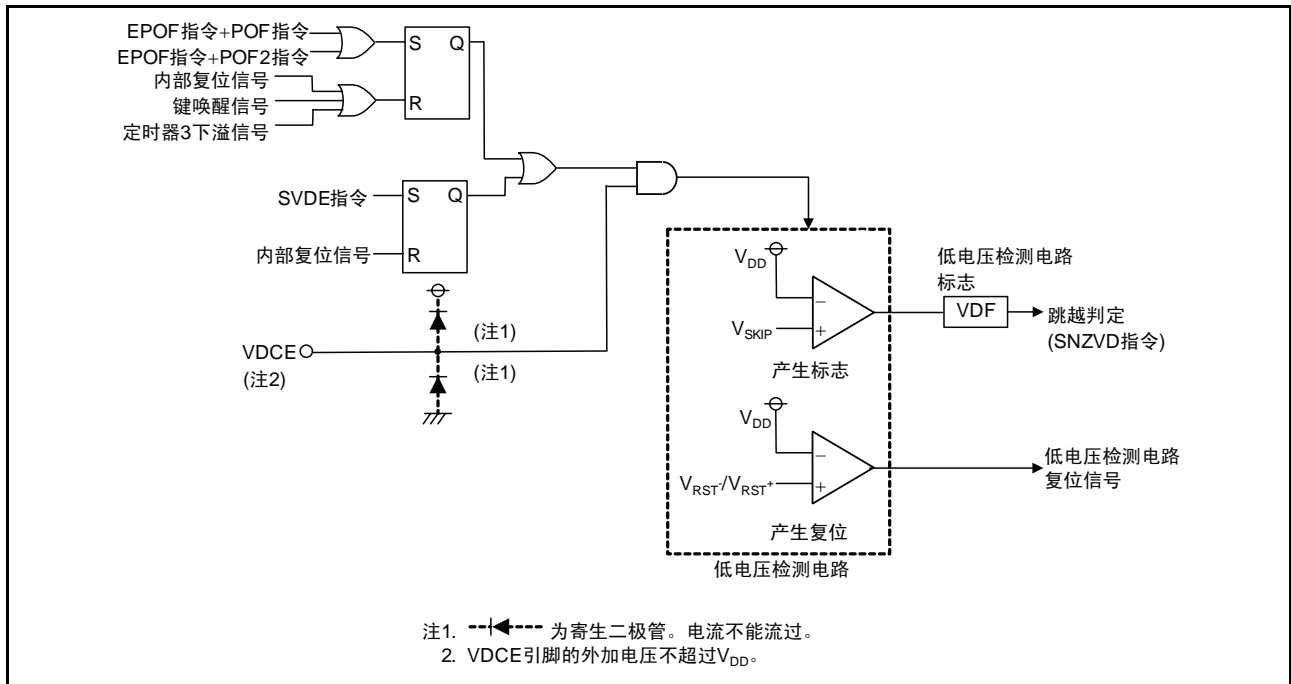 EPOF指令+POF指令
EPOF指令+POF2指令
内部复位信号
键唤醒信号
定时器3下溢信号
S Q
R
SVDE指令
S Q
内部复位信号
R
(注1)
VDCE
(注2)
(注1)
VDD
−
VSKIP
+
产生标志
低电压检测电路
标志
VDF
跳越判定
(SNZVD指令)
VDD
−
VRST-/VRST+
+
产生复位
低电压检测电路
复位信号
低电压检测电路
注1. 为寄生二极管。电流不能流过。
2. VDCE引脚的外加电压不超过VDD。